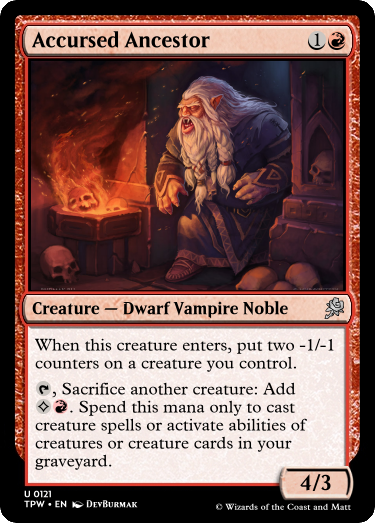 Accursed Ancestor 1
Creature — Dwarf Vampire Noble
When this creature enters, put two -1/-1
counters on a creature you control.
, Sacrifice another creature: Add
. Spend this mana only to cast
creature spells or activate abilities of
creatures or creature cards in your
graveyard.
4/3
U 0121
TPW • EN DevBurmak
© Wizards of the Coast and Matt